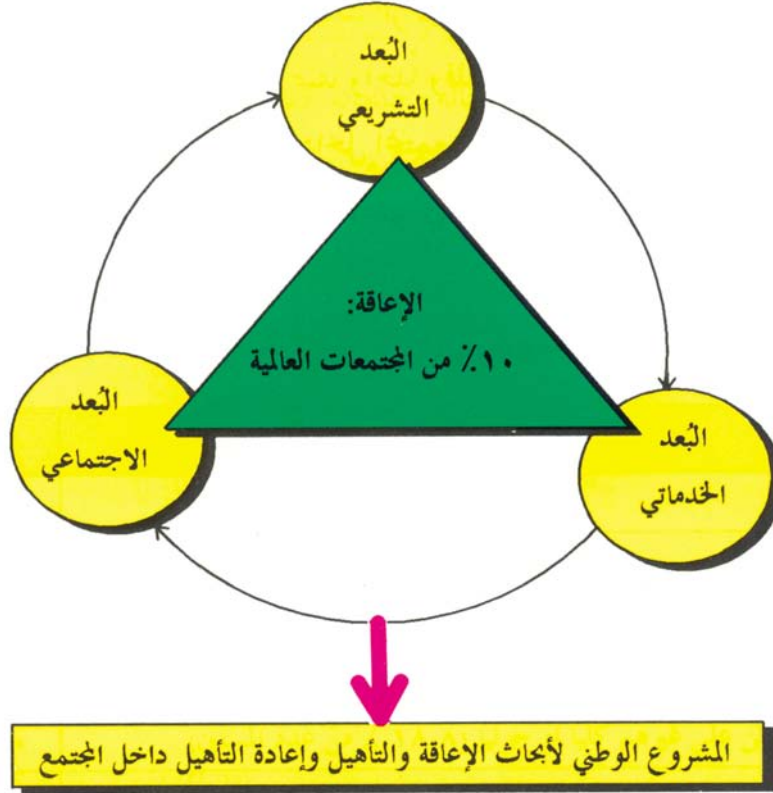 البُعد
التشريعي
الإعاقة:
١٠٪ من المجتمعات العالمية
البُعد
الاجتماعي
البُعد
الخدماتي
المشروع الوطني لأبحاث الإعاقة والتأهيل وإعادة التأهيل داخل المجتمع